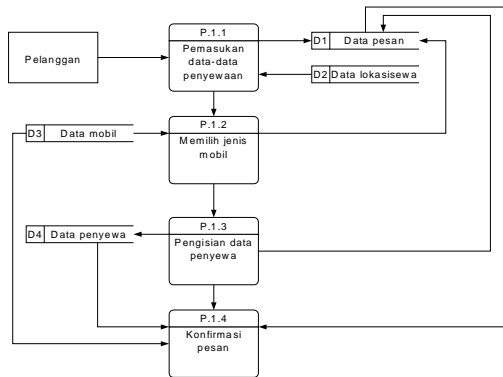 P.1.1
Pemasukan
data-data
penyewaan
Pelanggan
D1 Data pesan
D2 Data lokasisewa
P.1.2
Memilih jenis
mobil
D3 Data mobil
P.1.3
Pengisian data
penyewa
D4 Data penyewa
P.1.4
Konfirmasi
pesan